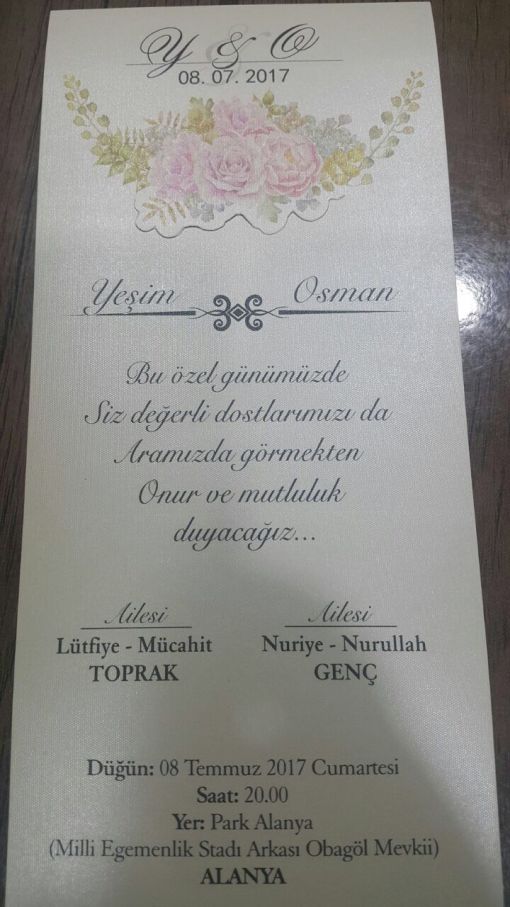 Y & O
08. 07. 2017
Yeşim Osman
Bu özel günümüzde
Siz değerli dostlarımızı da
Aramızda görmekten
Onur ve mutluluk
duyacağız...
Ailesi Ailesi
Lütfiye - Mücahit Nuriye - Nurullah
TOPRAK GENÇ
Düğün: 08 Temmuz 2017 Cumartesi
Saat: 20.00
Yer: Park Alanya
(Milli Egemenlik Stadı Arkası Obagöl Mevkii)
ALANYA